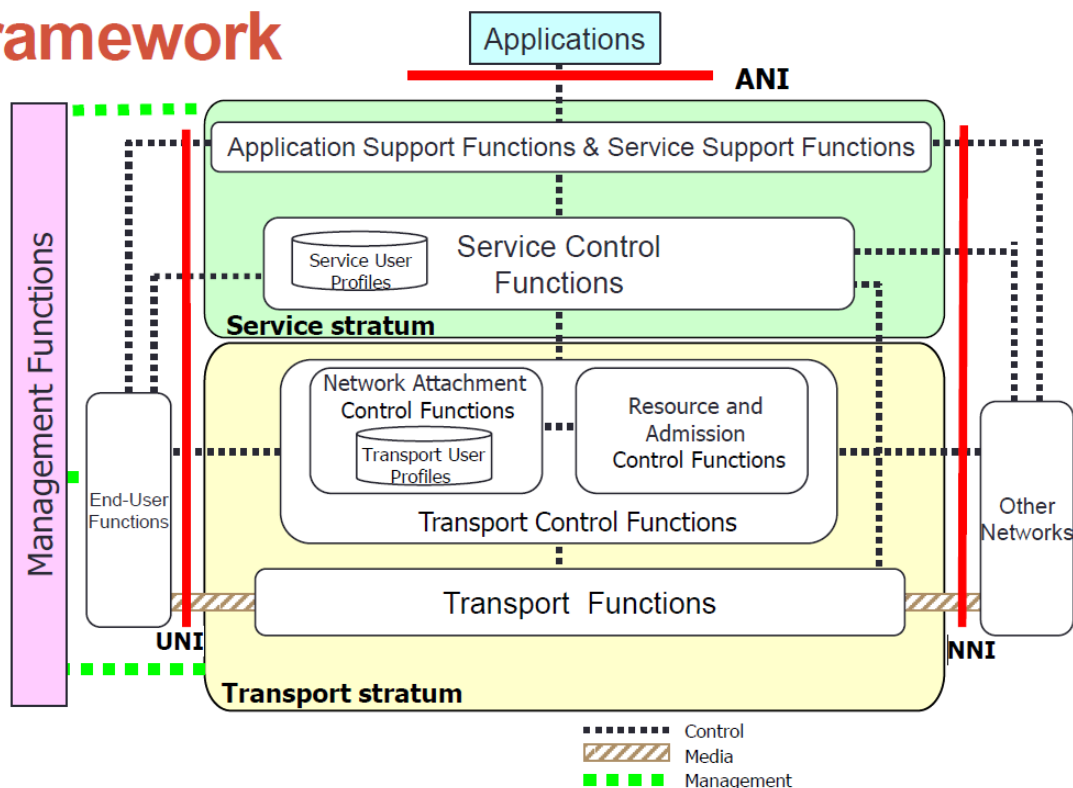 ramework
Applications
ANI
Application Support Functions & Service Support Functions
Service User
Profiles
Service Control
Functions
Service stratum
Management Functions
Network Attachment
Control Functions
Transport User
Profiles
Resource and
Admission
Control Functions
Transport Control Functions
End-User
Functions
Other
Networks
Transport Functions
UNI
NNI
Transport stratum
Control
Media
Management